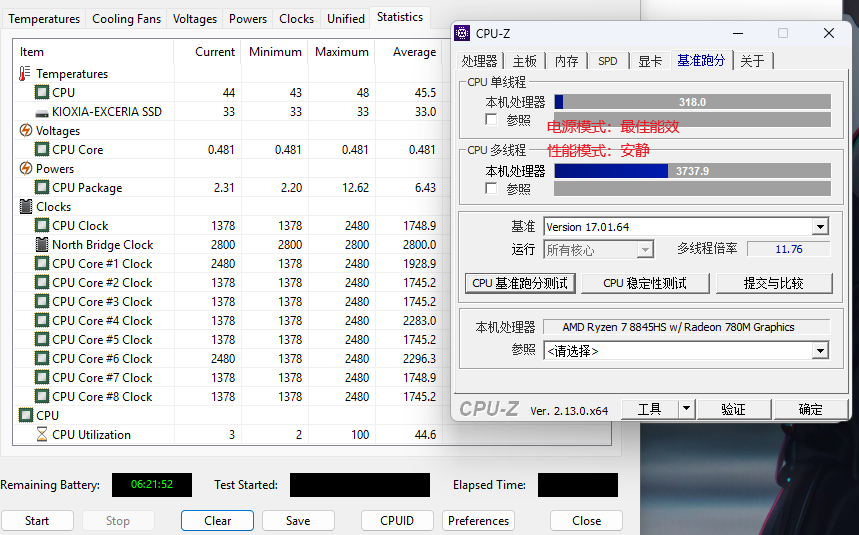 Temperatures Cooling Fans Voltages Powers Clocks Unified Statistics
Item Current Minimum Maximum Average
Temperatures
CPU 44 43 48 45.5
KIOXIA-EXCERIA SSD 33 33 33 33.0
Voltages
CPU Core 0.481 0.481 0.481 0.481
Powers
CPU Package 2.31 2.20 12.62 6.43
Clocks
CPU Clock 1378 1378 2480 1748.9
North Bridge Clock 2800 2800 2800 2800.0
CPU Core #1 Clock 2480 1378 2480 1928.9
CPU Core #2 Clock 1378 1378 2480 1745.2
CPU Core #3 Clock 1378 1378 2480 1745.2
CPU Core #4 Clock 1378 1378 2480 2283.0
CPU Core #5 Clock 1378 1378 2480 1745.2
CPU Core #6 Clock 2480 1378 2480 2296.3
CPU Core #7 Clock 1378 1378 2480 1748.9
CPU Core #8 Clock 1378 1378 2480 1745.2
CPU
CPU Utilization 3 2 100 44.6
Remaining Battery: 06:21:52 Test Started: Elapsed Time:
Start Stop Clear Save CPUID Preferences Close
CPU-Z
处理器 主板 内存 SPD 显卡 基准跑分 关于
CPU 单线程
本机处理器 318.0
参照
电源模式：最佳能效
CPU 多线程
性能模式：安静
本机处理器 3737.9
参照
基准 Version 17.01.64
运行 所有核心 多线程倍率 11.76
CPU 基准跑分测试 CPU 稳定性测试 提交与比较
本机处理器 AMD Ryzen 7 8845HS w/ Radeon 780M Graphics
参照 <请选择>
CPU-Z Ver. 2.13.0.x64 工具 验证 确定